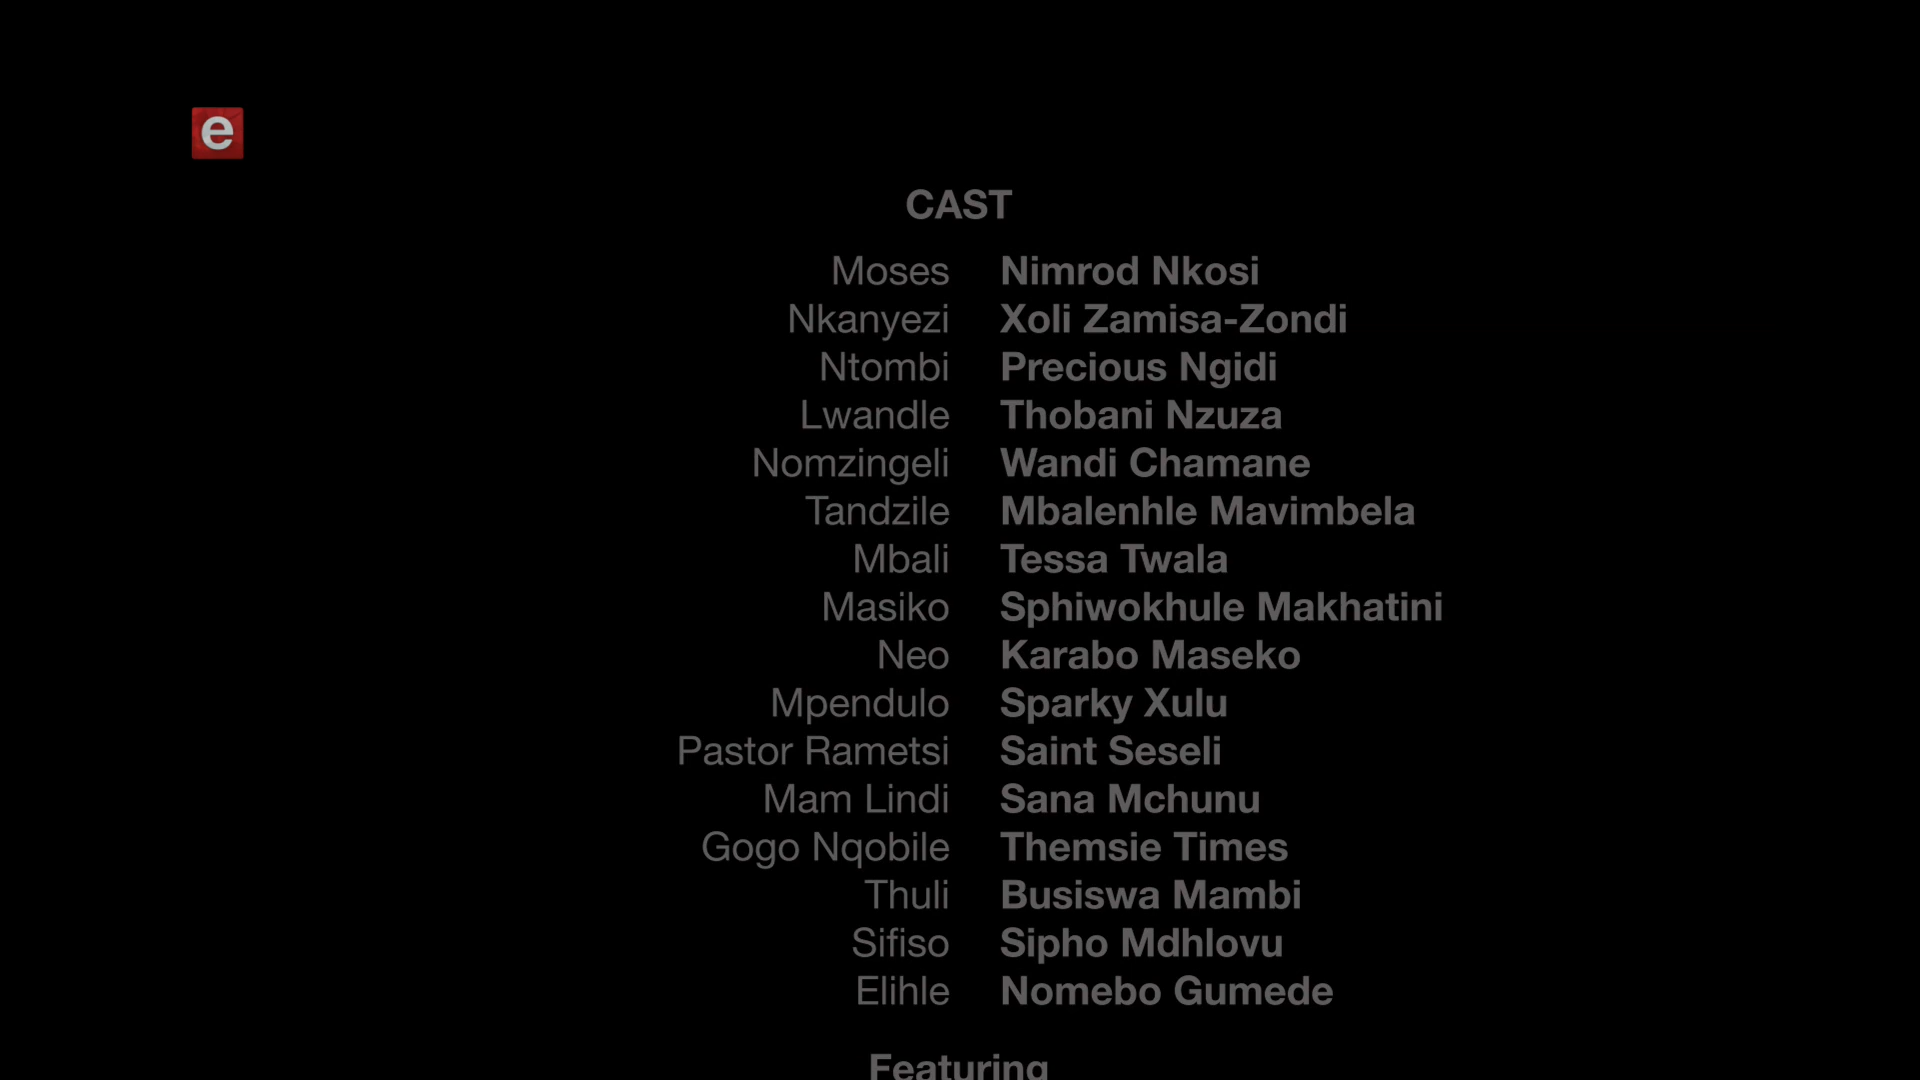 e
CAST
Moses Nimrod Nkosi
Nkanyezi Xoli Zamisa-Zondi
Ntombi Precious Ngidi
Lwandle Thobani Nzuza
Nomzingeli Wandi Chamane
Tandzile Mbalenhle Mavimbela
Mbali Tessa Twala
Masiko Sphiwokhule Makhatini
Neo Karabo Maseko
Mpendulo Sparky Xulu
Pastor Rametsi Saint Seseli
Mam Lindi Sana Mchunu
Gogo Nqobile Themsie Times
Thuli Busiswa Mambi
Sifiso Sipho Mdhlovu
Elihle Nomebo Gumede
Featuring